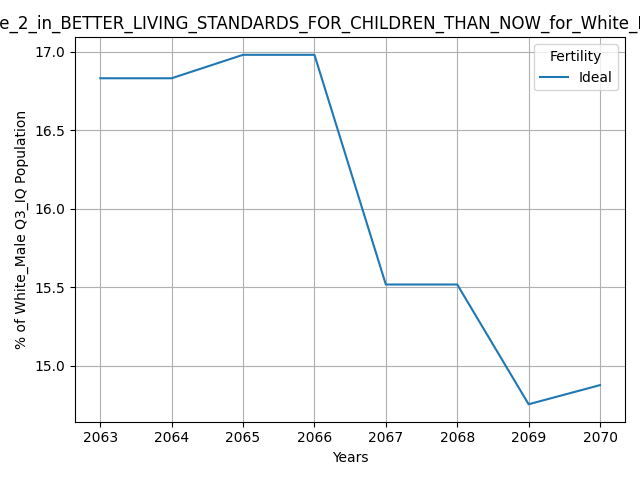 e_2_in_BETTER_LIVING_STANDARDS_FOR_CHILDREN_THAN_NOW_for_White_
Fertility
Ideal
% of White_Male Q3_IQ Population
17.0
16.5
16.0
15.5
15.0
2063 2064 2065 2066 2067 2068 2069 2070
Years